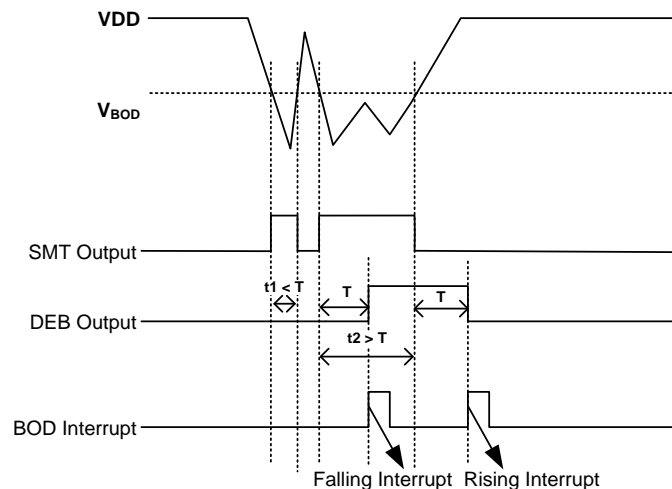 VDD
VBOD
SMT Output
t1 < T
T
T
DEB Output
t2 > T
BOD Interrupt
Falling Interrupt
Rising Interrupt